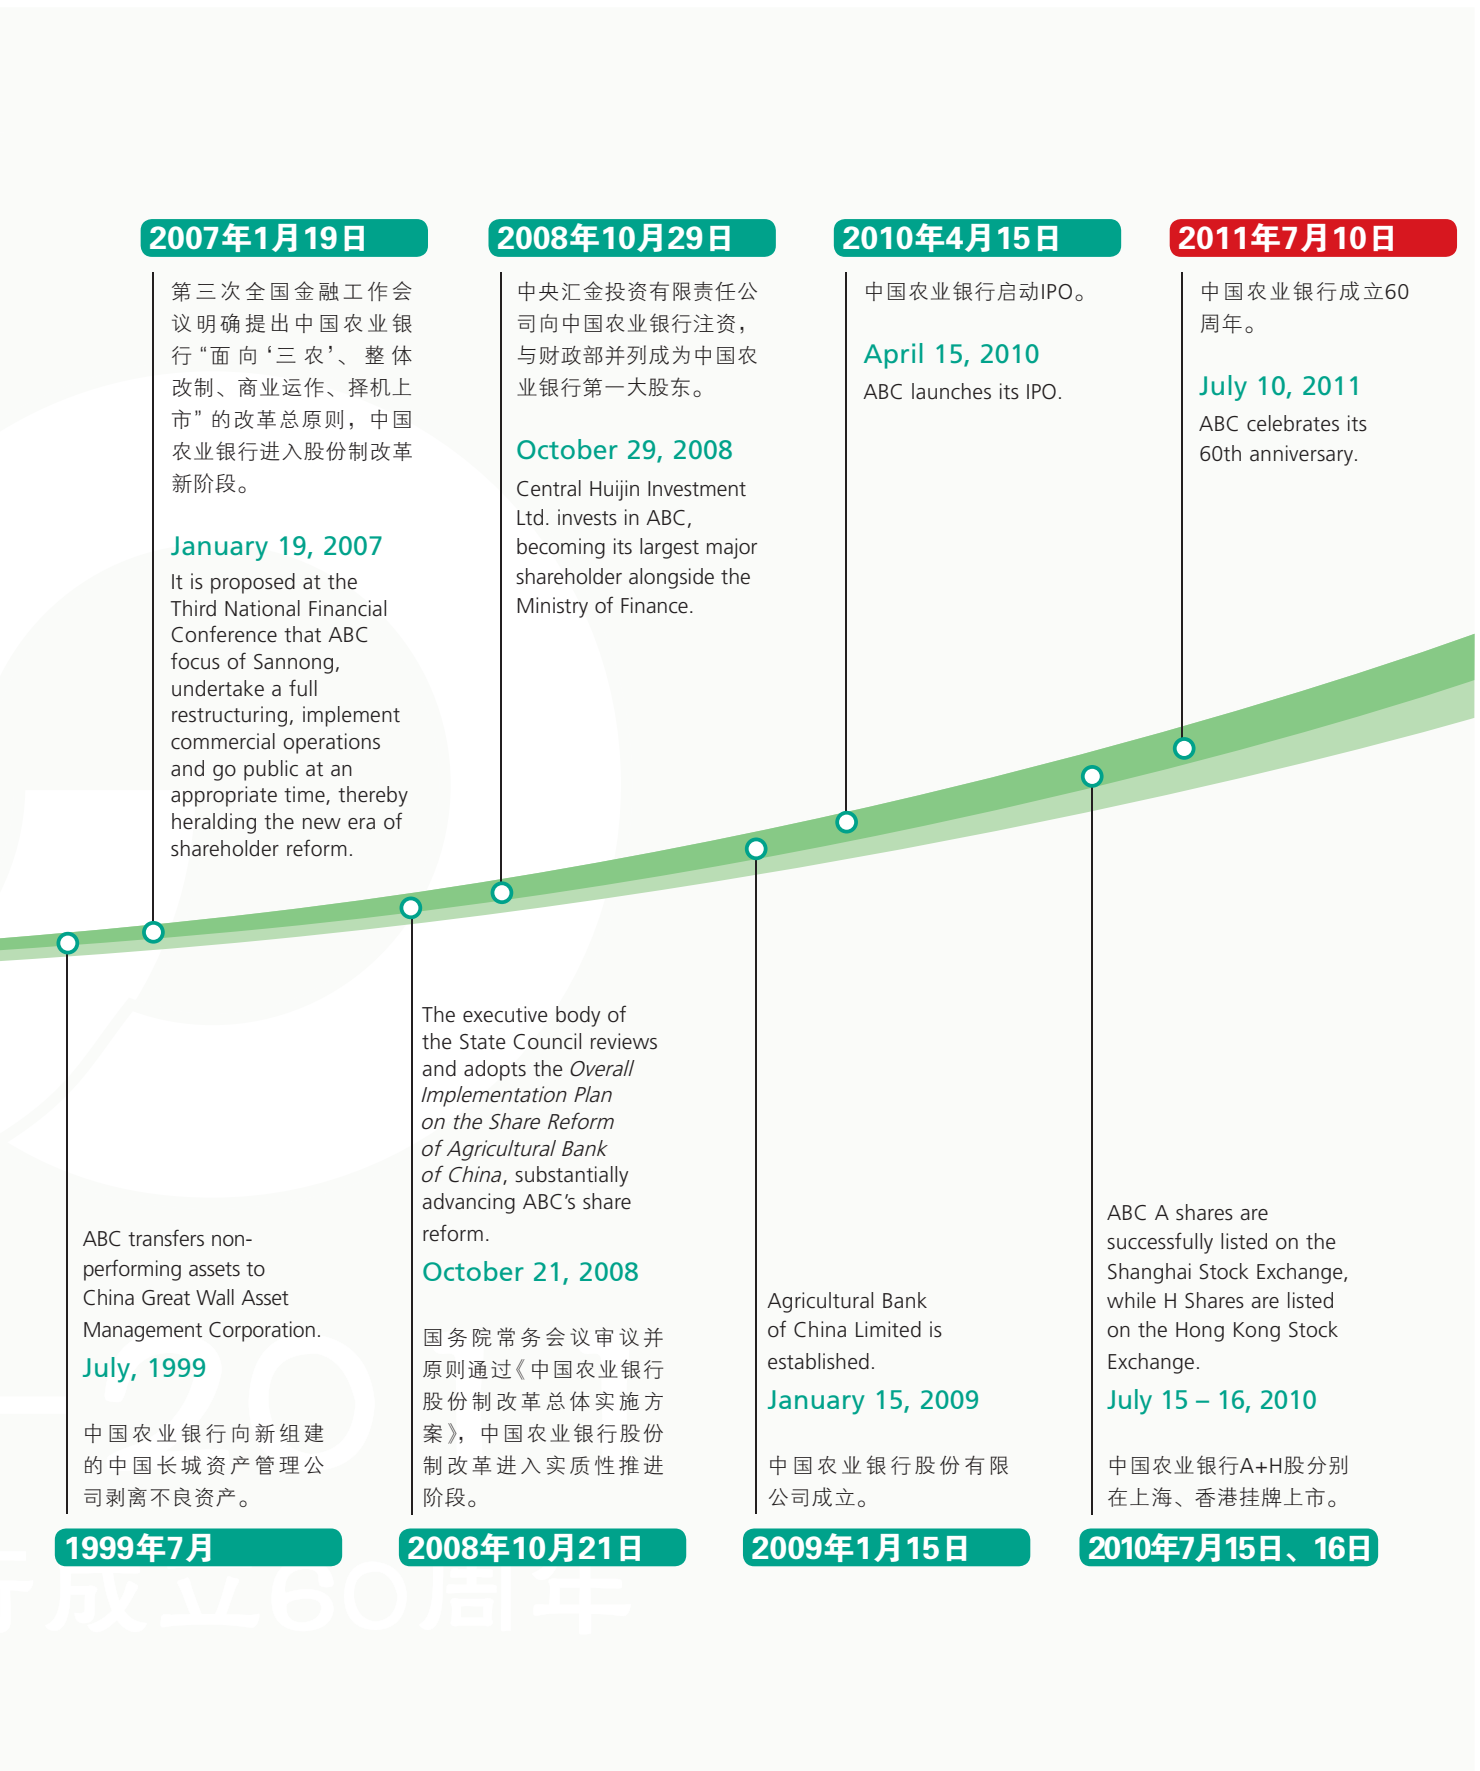 2007年1月19日
第三次全国金融工作会
议明确提出中国农业银
行“面向‘三农’、整体
改制、商业运作、择机上
市”的改革总原则，中国
农业银行进入股份制改革
新阶段。
January 19, 2007
It is proposed at the
Third National Financial
Conference that ABC
focus of Sannong,
undertake a full
restructuring, implement
commercial operations
and go public at an
appropriate time, thereby
heralding the new era of
shareholder reform.
2008年10月29日
中央汇金投资有限责任公
司向中国农业银行注资，
与财政部并列成为中国农
业银行第一大股东。
October 29, 2008
Central Huijin Investment
Ltd. invests in ABC,
becoming its largest major
shareholder alongside the
Ministry of Finance.
2010年4月15日
中国农业银行启动IPO。
April 15, 2010
ABC launches its IPO.
2011年7月10日
中国农业银行成立60
周年。
July 10, 2011
ABC celebrates its
60th anniversary.
ABC transfers non-
performing assets to
China Great Wall Asset
Management Corporation.
July, 1999
中国农业银行向新组建
的中国长城资产管理公
司剥离不良资产。
1999年7月
The executive body of
the State Council reviews
and adopts the Overall
Implementation Plan
on the Share Reform
of Agricultural Bank
of China, substantially
advancing ABC’s share
reform.
October 21, 2008
国务院常务会议审议并
原则通过《中国农业银行
股份制改革总体实施方
案》，中国农业银行股份
制改革进入实质性推进
阶段。
2008年10月21日
Agricultural Bank
of China Limited is
established.
January 15, 2009
中国农业银行股份有限
公司成立。
2009年1月15日
ABC A shares are
successfully listed on the
Shanghai Stock Exchange,
while H Shares are listed
on the Hong Kong Stock
Exchange.
July 15 – 16, 2010
中国农业银行A+H股分别
在上海、香港挂牌上市。
2010年7月15日、16日
成立60周年